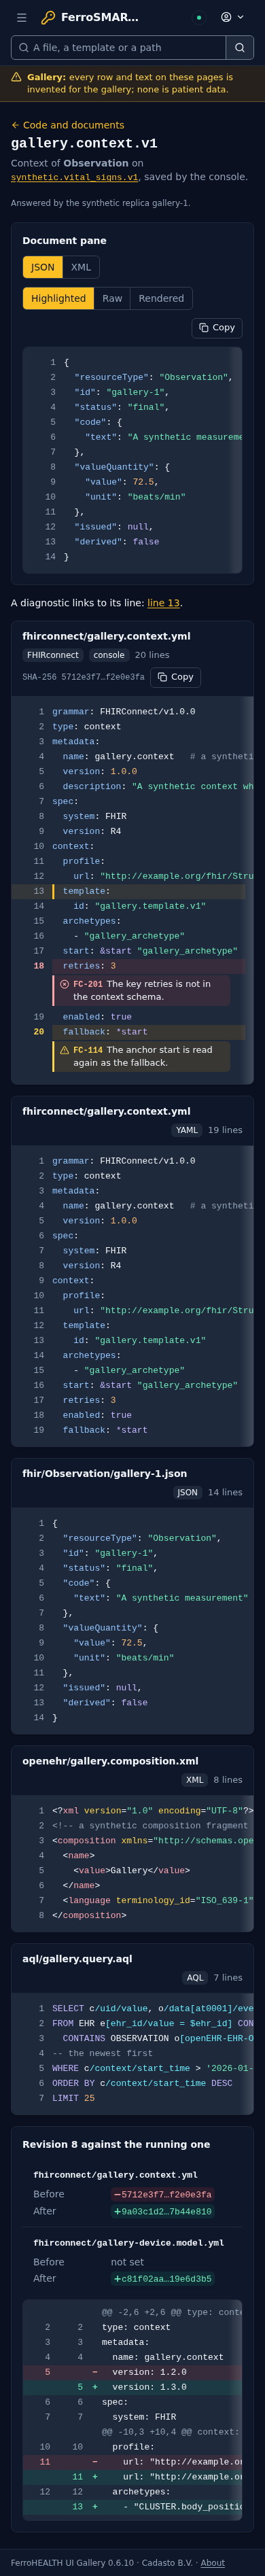 FerroSMAR…
A file, a template or a path
Gallery: every row and text on these pages is
invented for the gallery; none is patient data.
← Code and documents
gallery.context.v1
Context of Observation on
synthetic.vital_signs.v1, saved by the console.
Answered by the synthetic replica gallery-1.
Document pane
JSON XML
Highlighted Raw Rendered
Copy
1 {
2 "resourceType": "Observation",
3 "id": "gallery-1",
4 "status": "final",
5 "code": {
6 "text": "A synthetic measureme
7 },
8 "valueQuantity": {
9 "value": 72.5,
10 "unit": "beats/min"
11 },
12 "issued": null,
13 "derived": false
14 }
A diagnostic links to its line: line 13.
fhirconnect/gallery.context.yml
FHIRconnect console 20 lines
SHA-256 5712e3f7…f2e0e3fa Copy
1 grammar: FHIRConnect/v1.0.0
2 type: context
3 metadata:
4 name: gallery.context # a syntheti
5 version: 1.0.0
6 description: "A synthetic context wh
7 spec:
8 system: FHIR
9 version: R4
10 context:
11 profile:
12 url: "http://example.org/fhir/Stru
13 template:
14 id: "gallery.template.v1"
15 archetypes:
16 - "gallery_archetype"
17 start: &start "gallery_archetype"
18 retries: 3
FC-201 The key retries is not in
the context schema.
19 enabled: true
20 fallback: *start
FC-114 The anchor start is read
again as the fallback.
fhirconnect/gallery.context.yml
YAML 19 lines
1 grammar: FHIRConnect/v1.0.0
2 type: context
3 metadata:
4 name: gallery.context # a syntheti
5 version: 1.0.0
6 spec:
7 system: FHIR
8 version: R4
9 context:
10 profile:
11 url: "http://example.org/fhir/Stru
12 template:
13 id: "gallery.template.v1"
14 archetypes:
15 - "gallery_archetype"
16 start: &start "gallery_archetype"
17 retries: 3
18 enabled: true
19 fallback: *start
fhir/Observation/gallery-1.json
JSON 14 lines
1 {
2 "resourceType": "Observation",
3 "id": "gallery-1",
4 "status": "final",
5 "code": {
6 "text": "A synthetic measurement"
7 },
8 "valueQuantity": {
9 "value": 72.5,
10 "unit": "beats/min"
11 },
12 "issued": null,
13 "derived": false
14 }
openehr/gallery.composition.xml
XML 8 lines
1 <?xml version="1.0" encoding="UTF-8"?>
2 <!-- a synthetic composition fragment
3 <composition xmlns="http://schemas.ope
4 <name>
5 <value>Gallery</value>
6 </name>
7 <language terminology_id="ISO_639-1"
8 </composition>
aql/gallery.query.aql
AQL 7 lines
1 SELECT c/uid/value, o/data[at0001]/eve
2 FROM EHR e[ehr_id/value = $ehr_id] CON
3 CONTAINS OBSERVATION o[openEHR-EHR-O
4 -- the newest first
5 WHERE c/context/start_time > '2026-01-
6 ORDER BY c/context/start_time DESC
7 LIMIT 25
Revision 8 against the running one
fhirconnect/gallery.context.yml
Before −5712e3f7…f2e0e3fa
After +9a03c1d2…7b44e810
fhirconnect/gallery-device.model.yml
Before not set
After +c81f02aa…19e6d3b5
@@ -2,6 +2,6 @@ type: conte
2 2 type: context
3 3 metadata:
4 4 name: gallery.context
5 − version: 1.2.0
5 + version: 1.3.0
6 6 spec:
7 7 system: FHIR
@@ -10,3 +10,4 @@ context:
10 10 profile:
11 − url: "http://example.or
11 + url: "http://example.or
12 12 archetypes:
13 + - "CLUSTER.body_positio
FerroHEALTH UI Gallery 0.6.10 · Cadasto B.V. · About